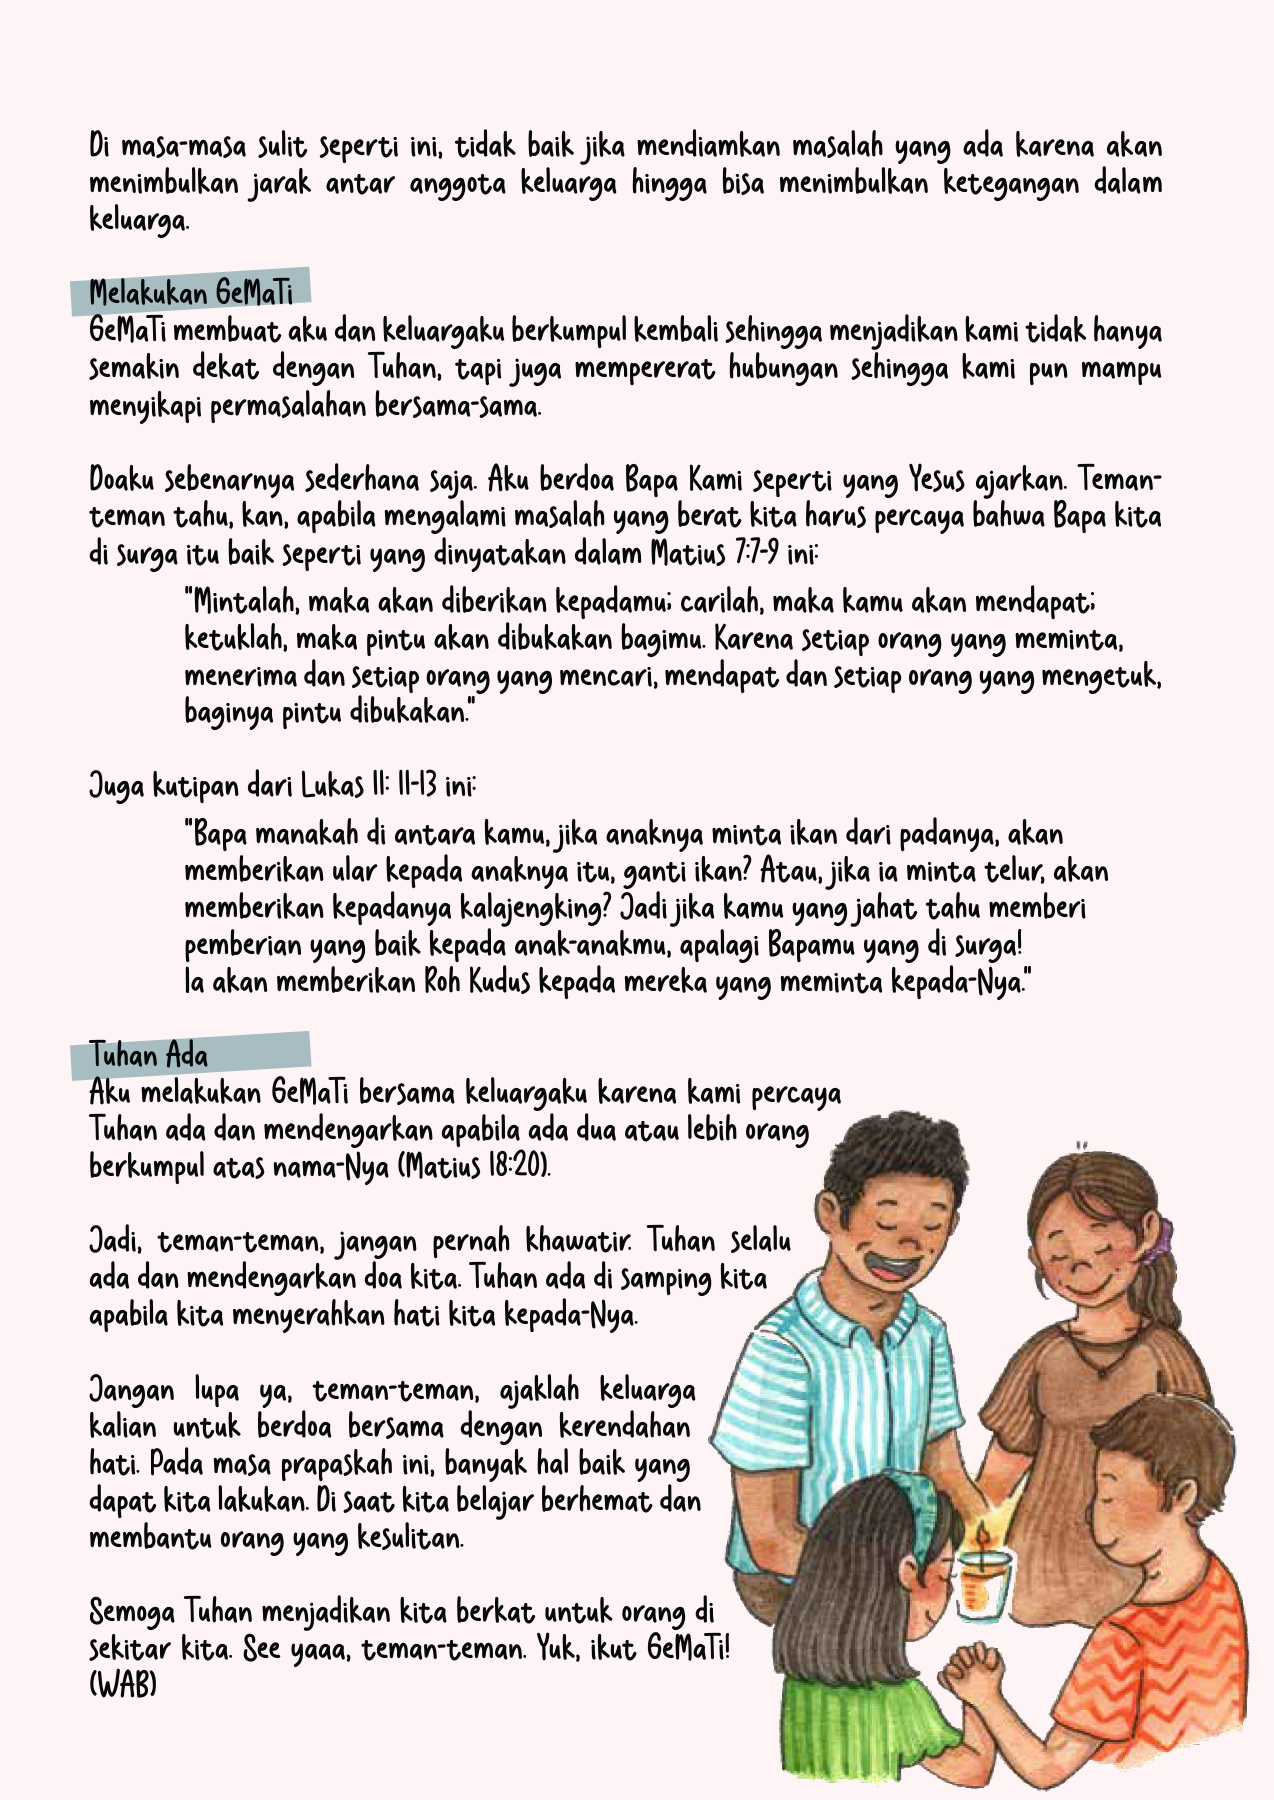 Di masa-masa sulit seperti ini, tidak baik jika mendiamkan masalah yang ada karena akan
menimbulkan jarak antar anggota keluarga hingga bisa menimbulkan ketegangan dalam
keluarga.
Melakukan GeMaTi
GeMaTi membuat aku dan keluargaku berkumpul kembali sehingga menjadikan kami tidak hanya
semakin dekat dengan Tuhan, tapi juga mempererat hubungan sehingga kami pun mampu
menyikapi permasalahan bersama-sama.
Doaku sebenarnya sederhana saja. Aku berdoa Bapa Kami seperti yang Yesus ajarkan. Teman-
teman tahu, kan, apabila mengalami masalah yang berat kita harus percaya bahwa Bapa kita
di surga itu baik seperti yang dinyatakan dalam Matius 7:7-9 ini:
"Mintalah, maka akan diberikan kepadamu; carilah, maka kamu akan mendapat;
ketuklah, maka pintu akan dibukakan bagimu. Karena setiap orang yang meminta,
menerima dan setiap orang yang mencari, mendapat dan setiap orang yang mengetuk,
baginya pintu dibukakan."
Juga kutipan dari Lukas 11: 11-13 ini:
"Bapa manakah di antara kamu, jika anaknya minta ikan dari padanya, akan
memberikan ular kepada anaknya itu, ganti ikan? Atau, jika ia minta telur, akan
memberikan kepadanya kalajengking? Jadi jika kamu yang jahat tahu memberi
pemberian yang baik kepada anak-anakmu, apalagi Bapamu yang di surga!
Ia akan memberikan Roh Kudus kepada mereka yang meminta kepada-Nya."
Tuhan Ada
Aku melakukan GeMaTi bersama keluargaku karena kami percaya
Tuhan ada dan mendengarkan apabila ada dua atau lebih orang
berkumpul atas nama-Nya (Matius 18:20).
Jadi, teman-teman, jangan pernah khawatir. Tuhan selalu
ada dan mendengarkan doa kita. Tuhan ada di samping kita
apabila kita menyerahkan hati kita kepada-Nya.
Jangan lupa ya, teman-teman, ajaklah keluarga
kalian untuk berdoa bersama dengan kerendahan
hati. Pada masa prapaskah ini, banyak hal baik yang
dapat kita lakukan. Di saat kita belajar berhemat dan
membantu orang yang kesulitan.
Semoga Tuhan menjadikan kita berkat untuk orang di
sekitar kita. See yaaa, teman-teman. Yuk, ikut GeMaTi!
(WAB)